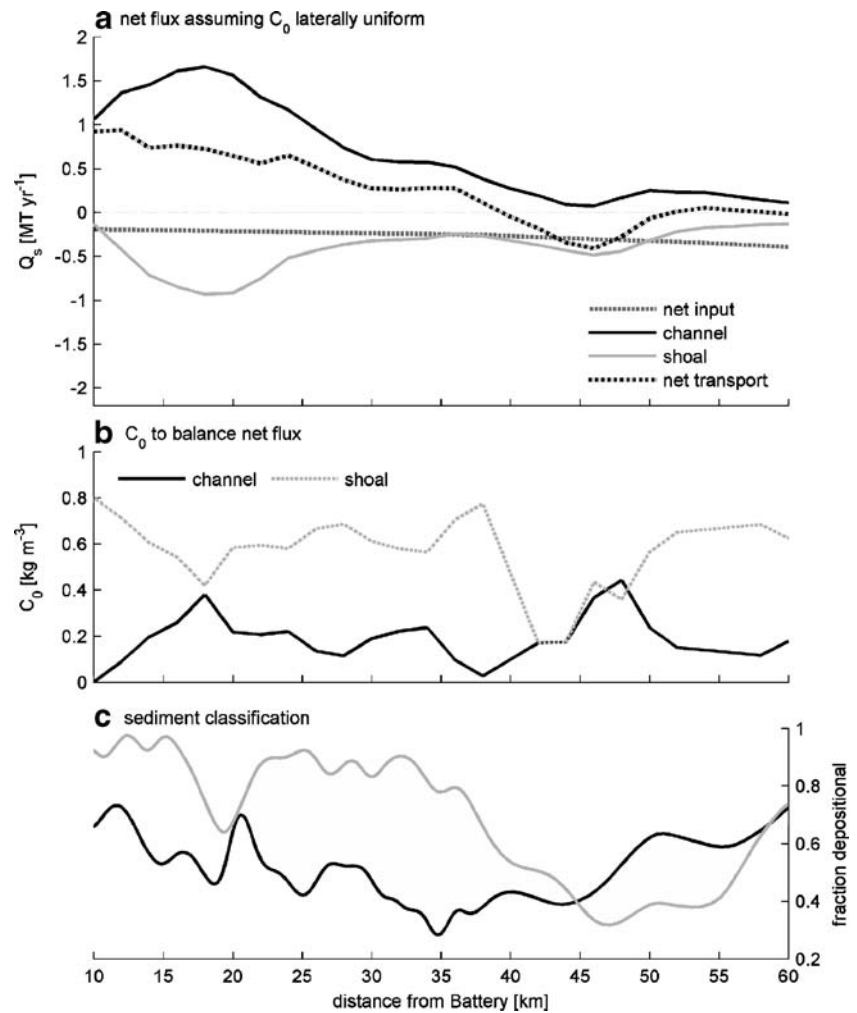 a net flux assuming C0 laterally uniform
2
1.5
1
0.5
0
-0.5
-1
-1.5
-2
Qs [MT yr-1]
net input
channel
shoal
net transport
b C0 to balance net flux
channel
shoal
1
0.8
0.6
0.4
0.2
0
C0 [kg m-3]
c sediment classification
1
0.8
0.6
0.4
0.2
fraction depositional
10 15 20 25 30 35 40 45 50 55 60
distance from Battery [km]